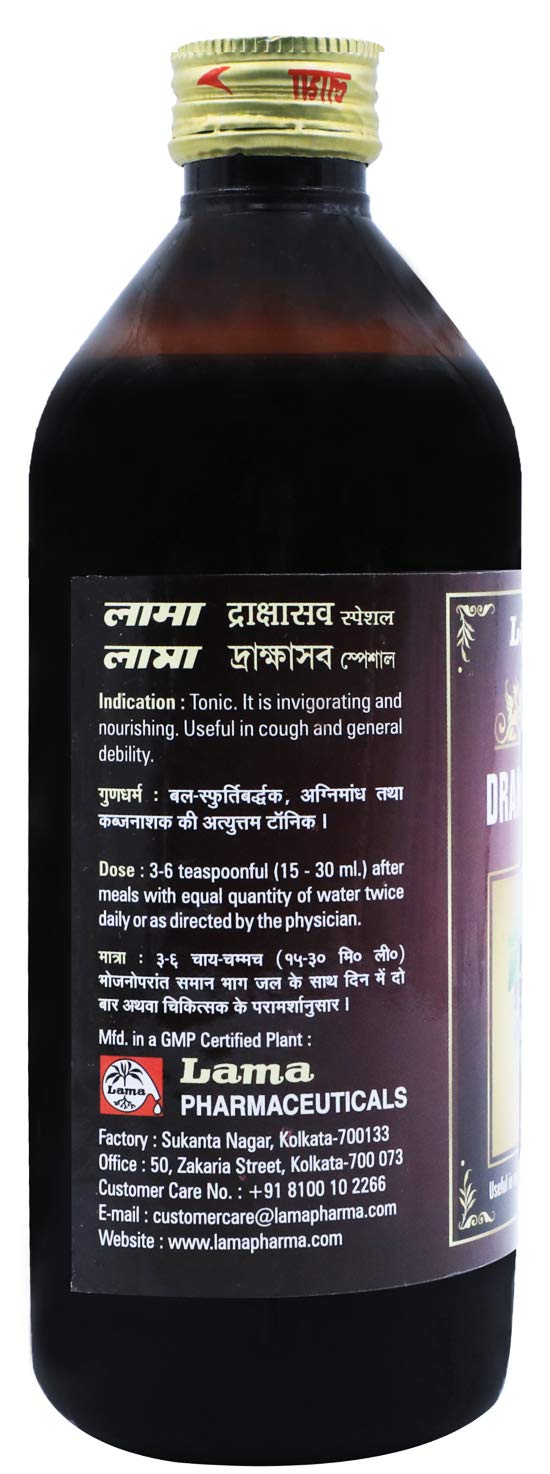 लामा द्राक्षासव स्पेशल
लामा দ্রাক্ষাসব স্পেশাল
Indication : Tonic. It is invigorating and
nourishing. Useful in cough and general
debility.
गुणधर्म : बल-स्फुर्तिबर्द्धक, अग्निमांध तथा
कब्जनाशक की अत्युत्तम टॉनिक ।
Dose : 3-6 teaspoonful (15 - 30 ml.) after
meals with equal quantity of water twice
daily or as directed by the physician.
मात्रा : ३-६ चाय-चम्मच (१५-३० मि० ली०)
भोजनोपरांत समान भाग जल के साथ दिन में दो
बार अथवा चिकित्सक के परामर्शानुसार ।
Mfd. in a GMP Certified Plant :
Lama
Lama
PHARMACEUTICALS
Factory : Sukanta Nagar, Kolkata-700133
Office : 50, Zakaria Street, Kolkata-700 073
Customer Care No. : +91 8100 10 2266
E-mail : customercare@lamapharma.com
Website : www.lamapharma.com
Useful in